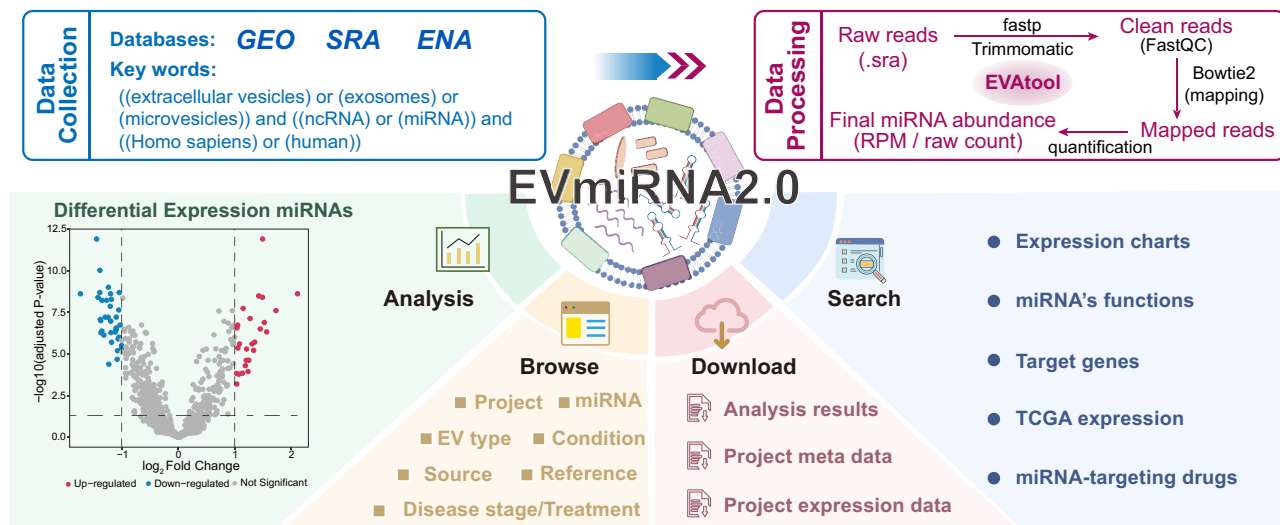 Data
Collection
Databases: GEO SRA ENA
Key words:
((extracellular vesicles) or (exosomes) or
(microvesicles)) and ((ncRNA) or (miRNA)) and
((Homo sapiens) or (human))
Data
Processing
Raw reads
(.sra)
fastp
Trimmomatic
Clean reads
(FastQC)
EVAtool
Bowtie2
(mapping)
Final miRNA abundance
(RPM / raw count)
quantification
Mapped reads
EVmiRNA2.0
Differential Expression miRNAs
−log10(adjusted P-value)
12.5
10.0
7.5
5.0
2.5
0.0
−1 0 1 2
log2 Fold Change
Up−regulated Down−regulated Not Significant
Analysis
Browse
Project miRNA
EV type Condition
Source Reference
Disease stage/Treatment
Download
Analysis results
Project meta data
Project expression data
Search
Expression charts
miRNA's functions
Target genes
TCGA expression
miRNA-targeting drugs